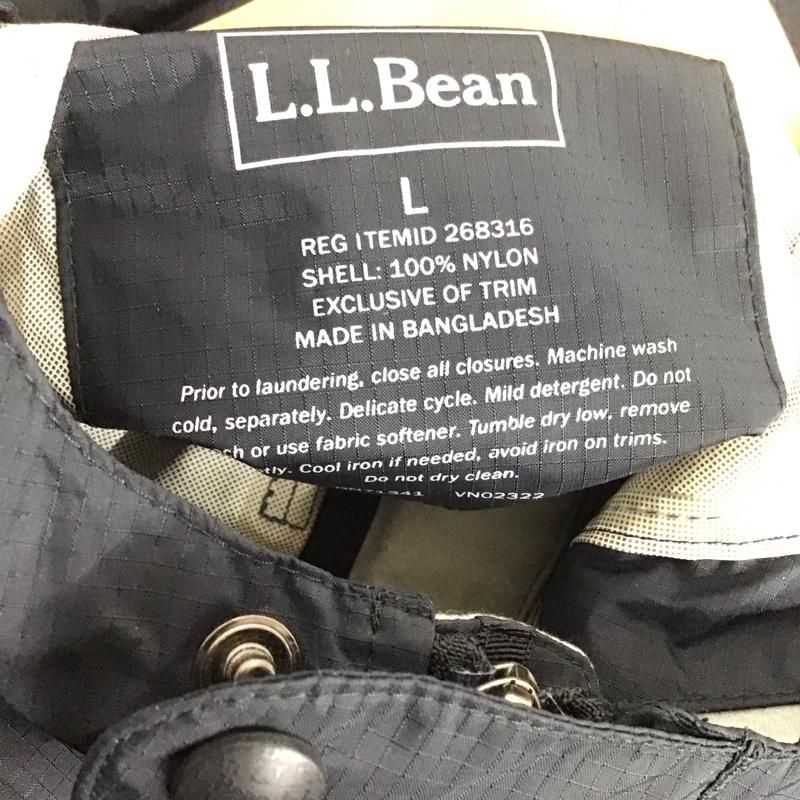 L.L.Bean
L
REG ITEMID 268316
SHELL: 100% NYLON
EXCLUSIVE OF TRIM
MADE IN BANGLADESH
Prior to laundering, close all closures. Machine wash
cold, separately. Delicate cycle. Mild detergent. Do not
or use fabric softener. Tumble dry low, remove
Cool iron if needed, avoid iron on trims.
Do not dry clean.
VN02322